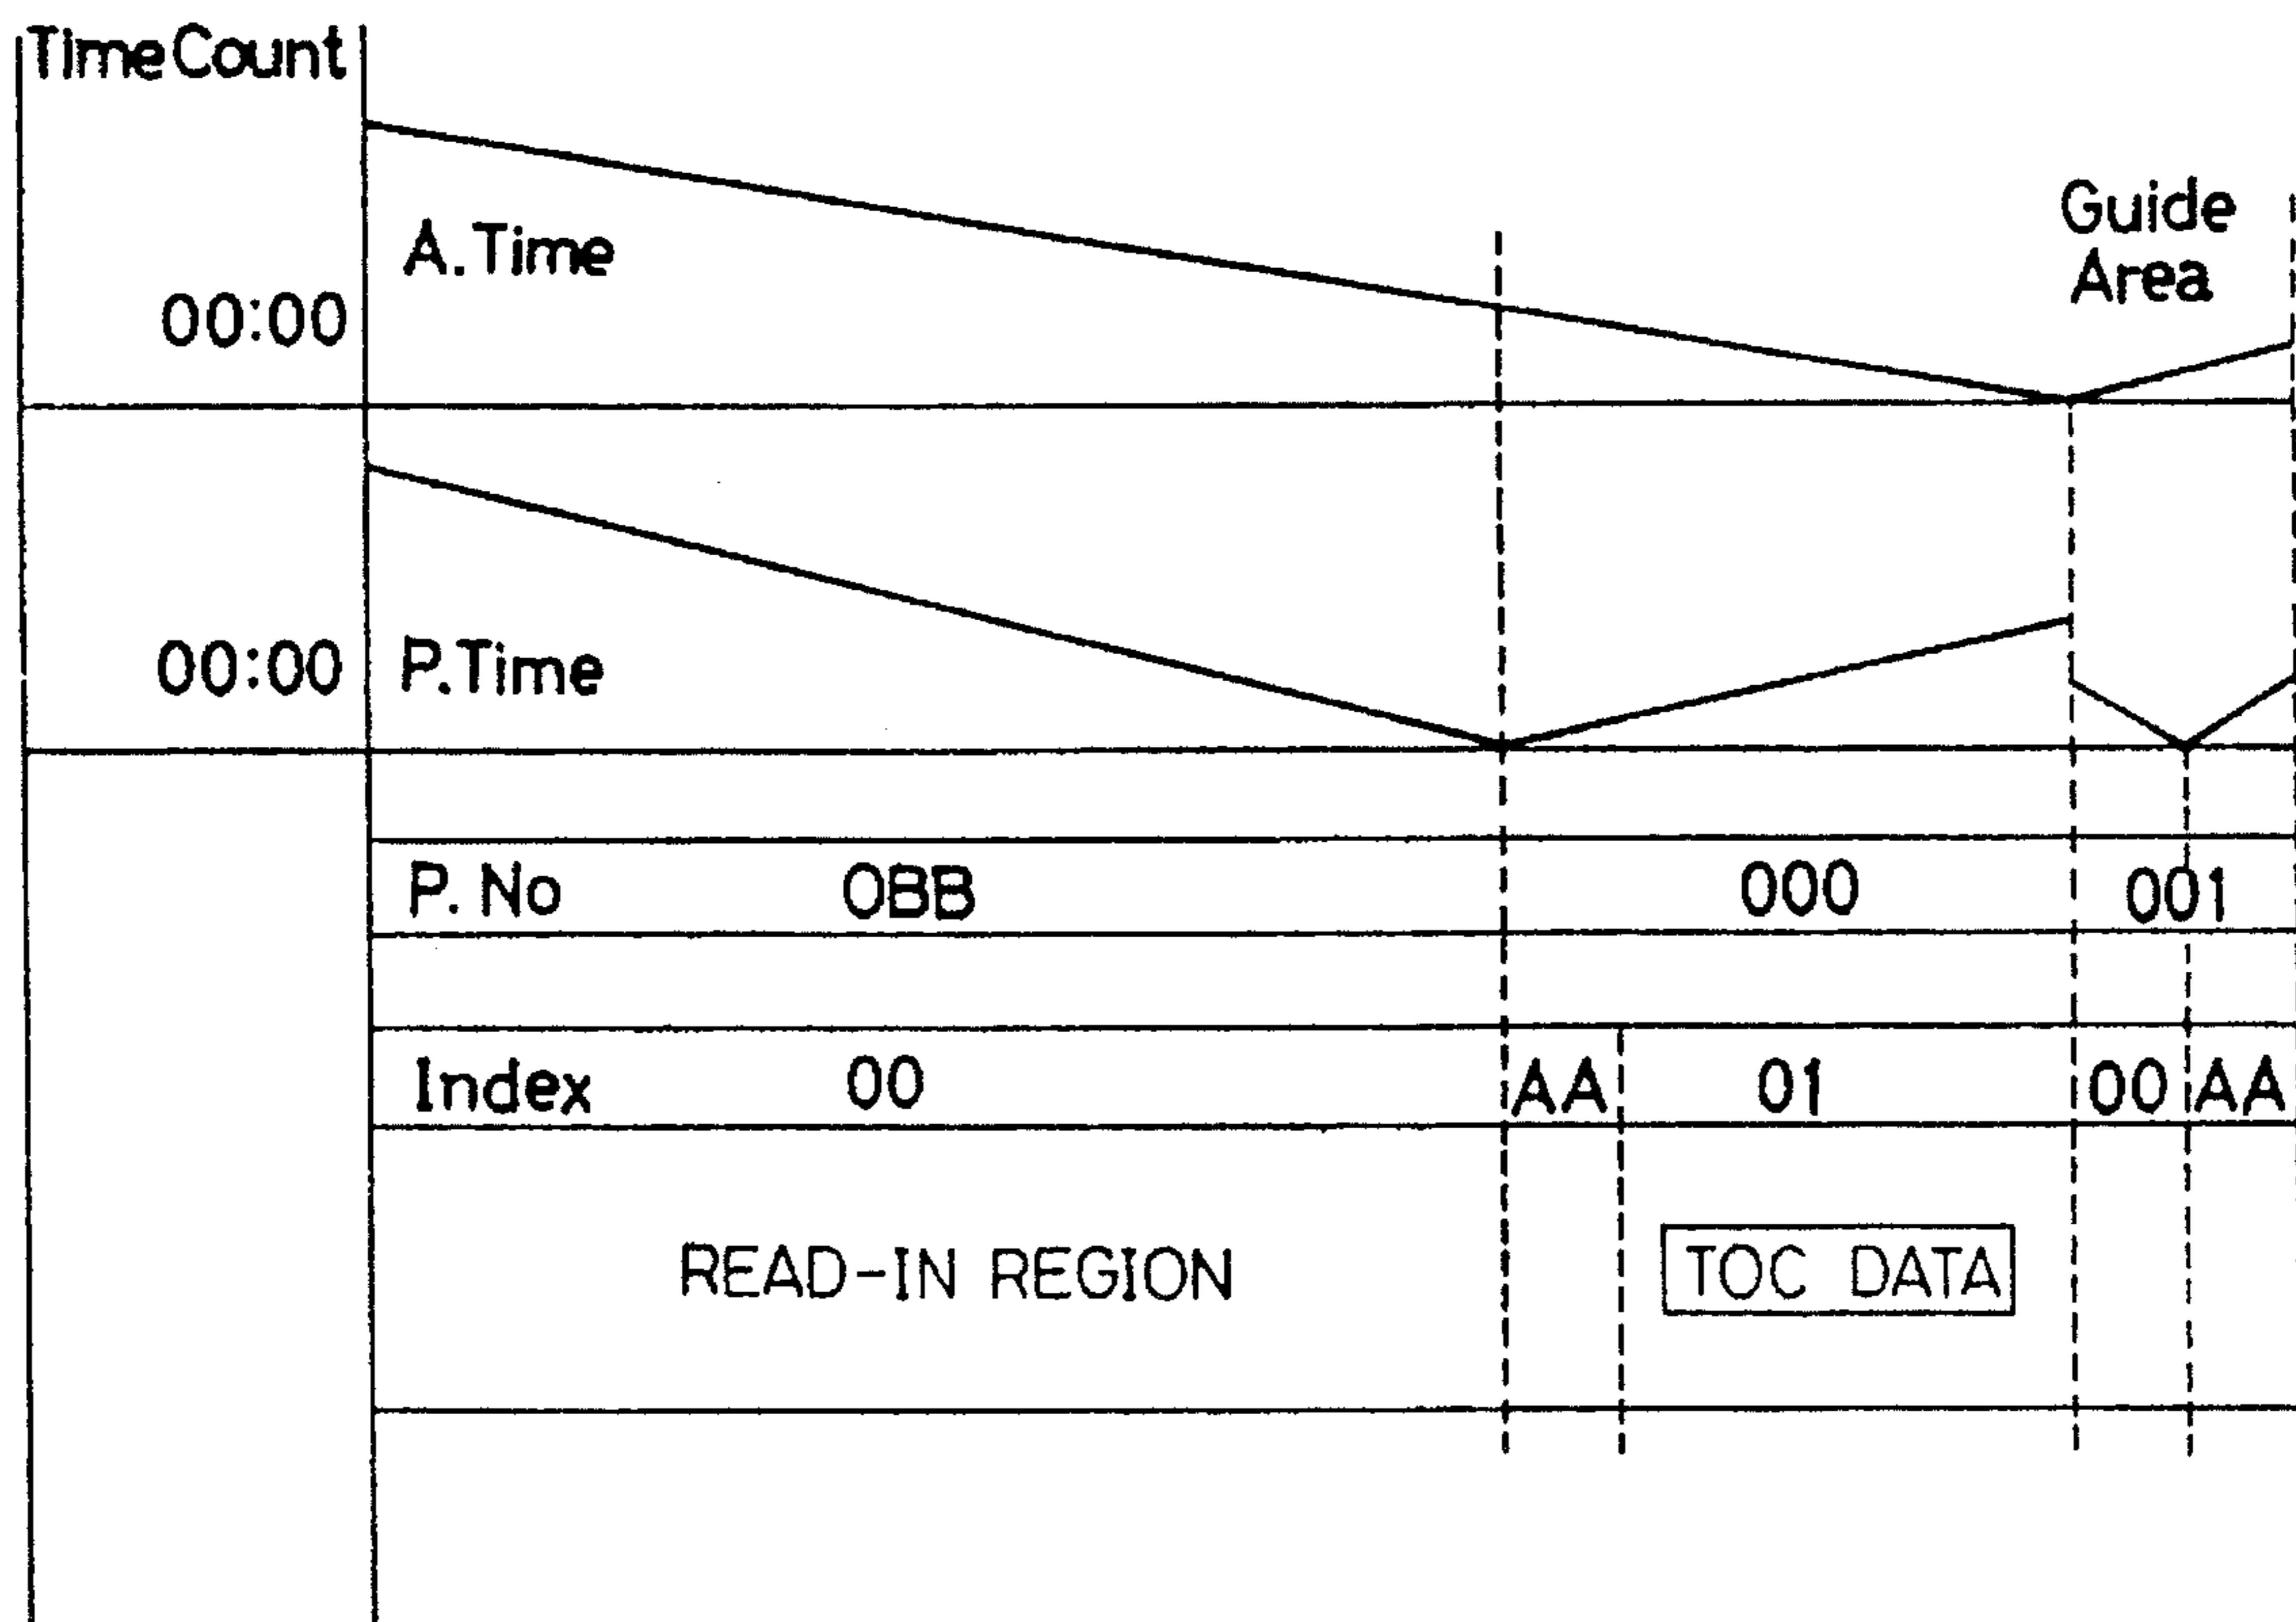 Time Count
Guide
Area
A. Time
00:00
00:00 P. Time
P. No 0BB 000 001
Index 00 AA 01 00 AA
READ-IN REGION TOC DATA